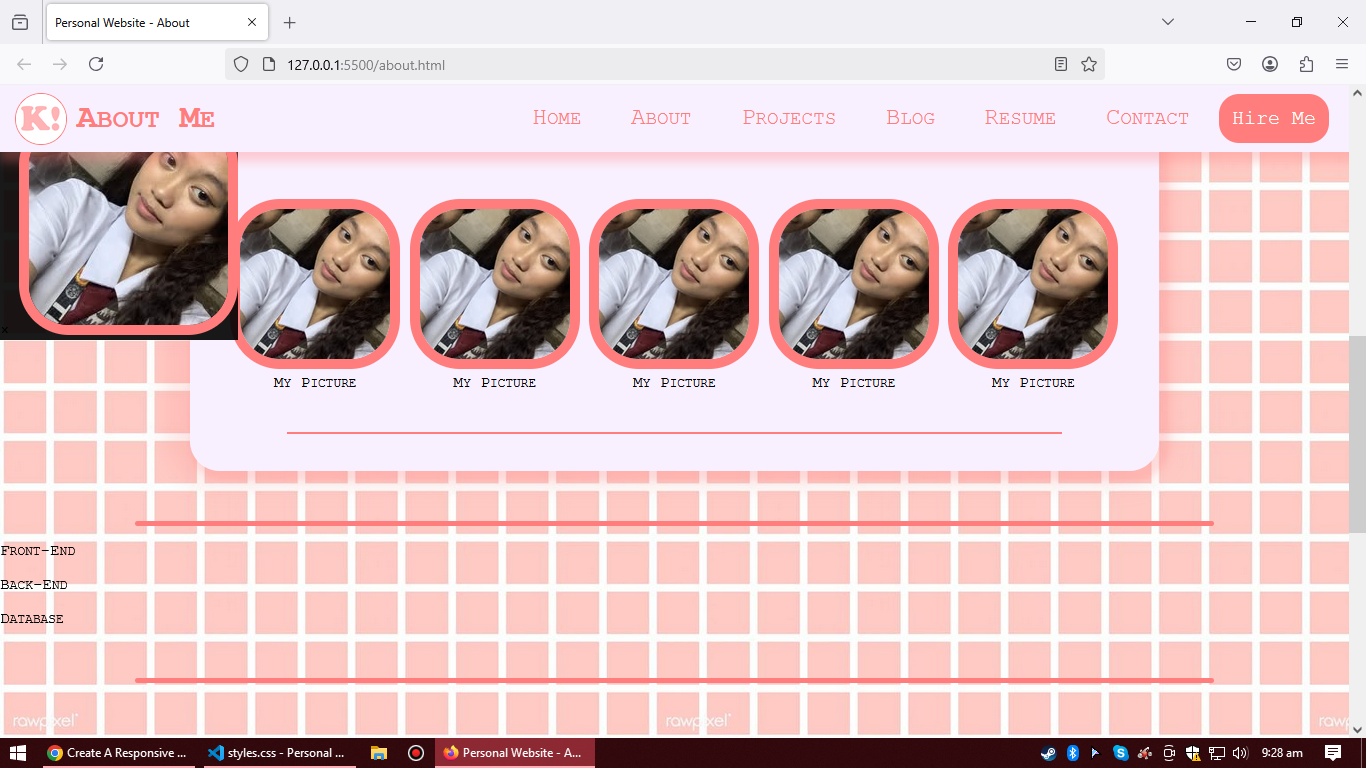 Personal Website - About
127.0.0.1:5500/about.html
K! About Me
Home About Projects Blog Resume Contact Hire Me
×
My Picture My Picture My Picture My Picture My Picture
Front-End
Back-End
Database
rawpixel rawpixel rawp
Create A Responsive ... styles.css - Personal ... Personal Website - A... 9:28 am